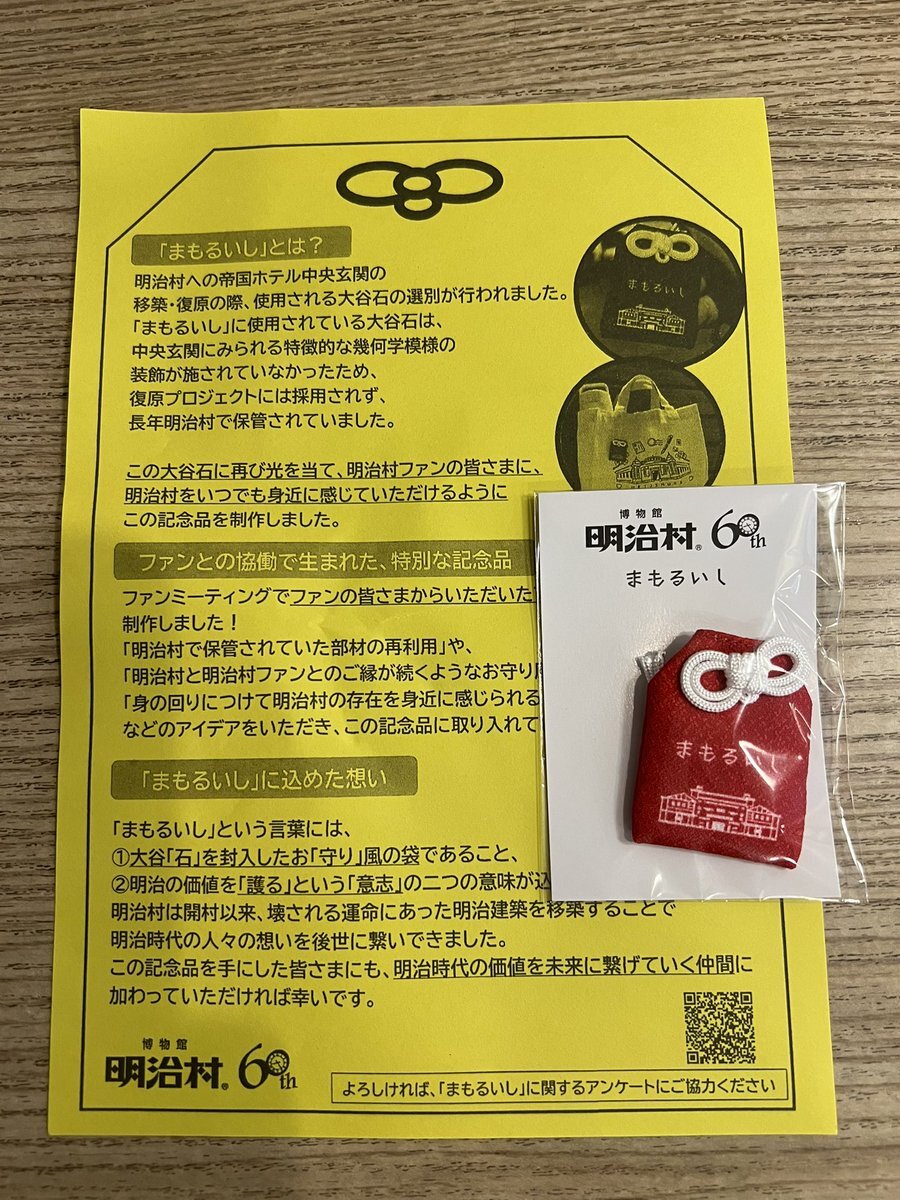 「まもるいし」とは？
明治村への帝国ホテル中央玄関の
移築・復原の際、使用される大谷石の選別が行われました。
「まもるいし」に使用されている大谷石は、
中央玄関にみられる特徴的な幾何学模様の
装飾が施されていなかったため、
復原プロジェクトには採用されず、
長年明治村で保管されていました。
この大谷石に再び光を当て、明治村ファンの皆さまに、
明治村をいつでも身近に感じていただけるように
この記念品を制作しました。
まもるいし
ファンとの協働で生まれた、特別な記念品
ファンミーティングでファンの皆さまからいただいた
制作しました！
「明治村で保管されていた部材の再利用」や、
「明治村と明治村ファンとのご縁が続くようなお守り
「身の回りにつけて明治村の存在を身近に感じられる
などのアイデアをいただき、この記念品に取り入れて
「まもるいし」に込めた想い
「まもるいし」という言葉には、
①大谷「石」を封入したお「守り」風の袋であること、
②明治の価値を「護る」という「意志」の二つの意味が込
明治村は開村以来、壊される運命にあった明治建築を移築することで
明治時代の人々の想いを後世に繋いできました。
この記念品を手にした皆さまにも、明治時代の価値を未来に繋げていく仲間に
加わっていただければ幸いです。
博物館
明治村® 60th
よろしければ、「まもるいし」に関するアンケートにご協力ください
博物館
明治村® 60th
まもるいし
まもるいし